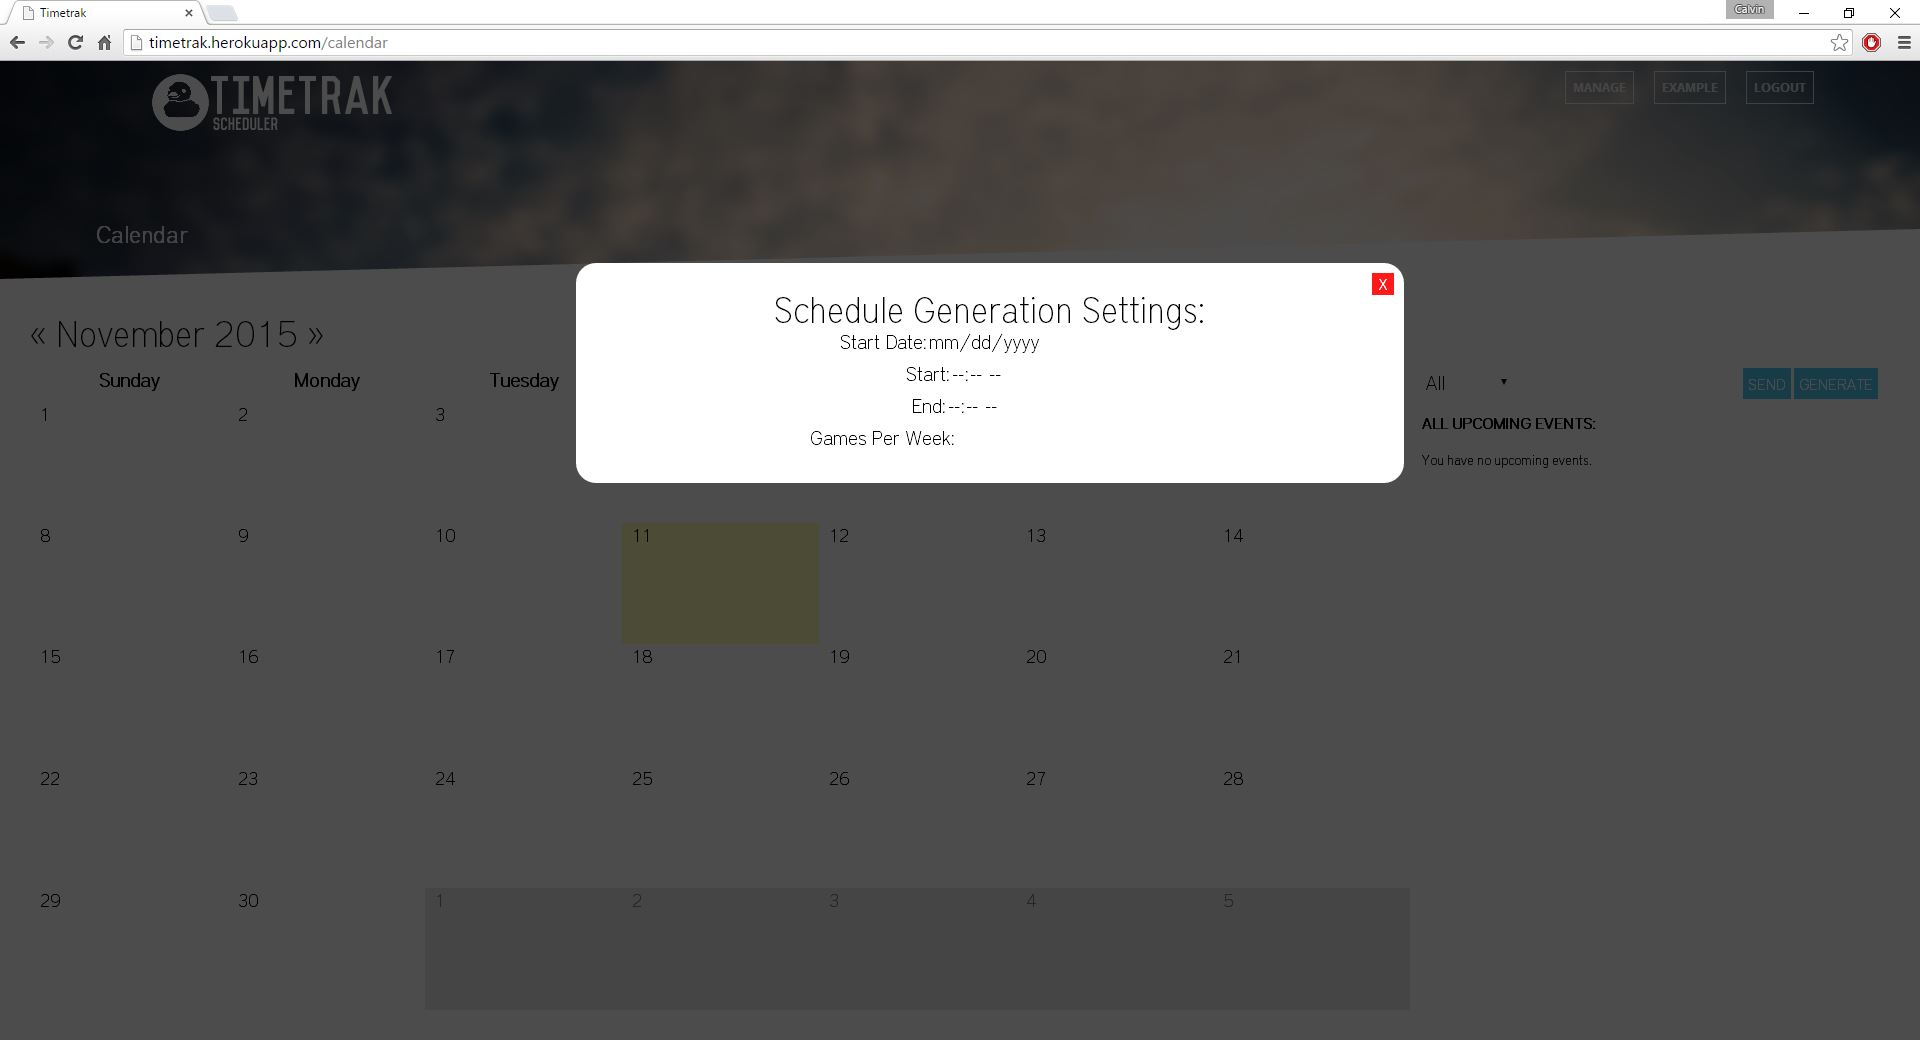 Timetrak
Calvin
timetrak.herokuapp.com/calendar
TIMETRAK
SCHEDULER
MANAGE EXAMPLE LOGOUT
Calendar
X
Schedule Generation Settings:
Start Date: mm/dd/yyyy
Start: --:-- --
End: --:-- --
Games Per Week:
« November 2015 »
Sunday Monday Tuesday
1 2 3
8 9 10 11 12 13 14
15 16 17 18 19 20 21
22 23 24 25 26 27 28
29 30 1 2 3 4 5
All SEND GENERATE
ALL UPCOMING EVENTS:
You have no upcoming events.